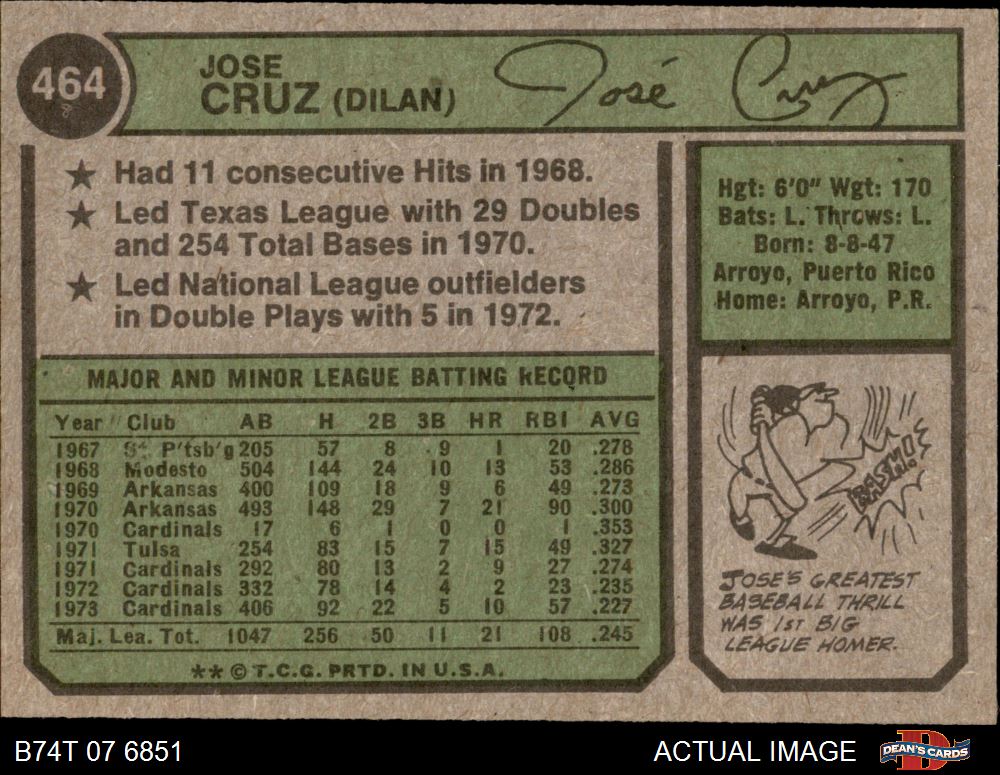 464
JOSE
CRUZ (DILAN)
José Cruz
★ Had 11 consecutive Hits in 1968.
★ Led Texas League with 29 Doubles
and 254 Total Bases in 1970.
★ Led National League outfielders
in Double Plays with 5 in 1972.
Hgt: 6'0" Wgt: 170
Bats: L. Throws: L.
Born: 8-8-47
Arroyo, Puerto Rico
Home: Arroyo, P.R.
MAJOR AND MINOR LEAGUE BATTING RECORD
Year Club AB H 2B 3B HR RBI AVG
1967 St. P'tsb'g 205 57 8 9 1 20 .278
1968 Modesto 504 144 24 10 13 53 .286
1969 Arkansas 400 109 18 9 6 49 .273
1970 Arkansas 493 148 29 7 21 90 .300
1970 Cardinals 17 6 1 0 0 1 .353
1971 Tulsa 254 83 15 7 15 49 .327
1971 Cardinals 292 80 13 2 9 27 .274
1972 Cardinals 332 78 14 4 2 23 .235
1973 Cardinals 406 92 22 5 10 57 .227
Maj. Lea. Tot. 1047 256 50 11 21 108 .245
** © T.C.G. PRTD. IN U.S.A.
BASH!
JOSE'S GREATEST
BASEBALL THRILL
WAS 1ST BIG
LEAGUE HOMER.
B74T 07 6851
ACTUAL IMAGE
DEAN'S CARDS